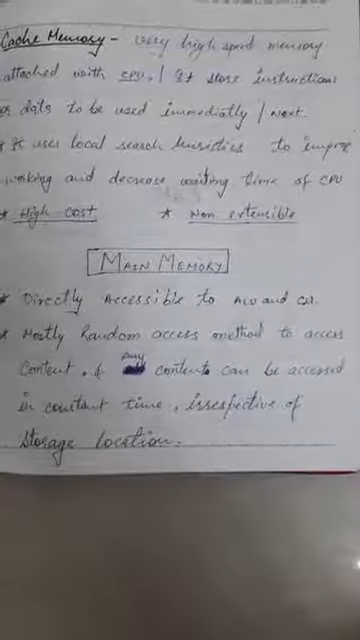 Cache Memory - very high speed memory
attached with CPU. | It store instructions
or data to be used immediatly / next.
* It uses local search heuristics to improve
working and decrease waiting time of CPU
* High cost * Non extensible
MAIN MEMORY
* Directly Accessible to ALU and
* Mostly Random access method to access
Content, & any content can be accessed
in constant time, irrespective of
storage location.